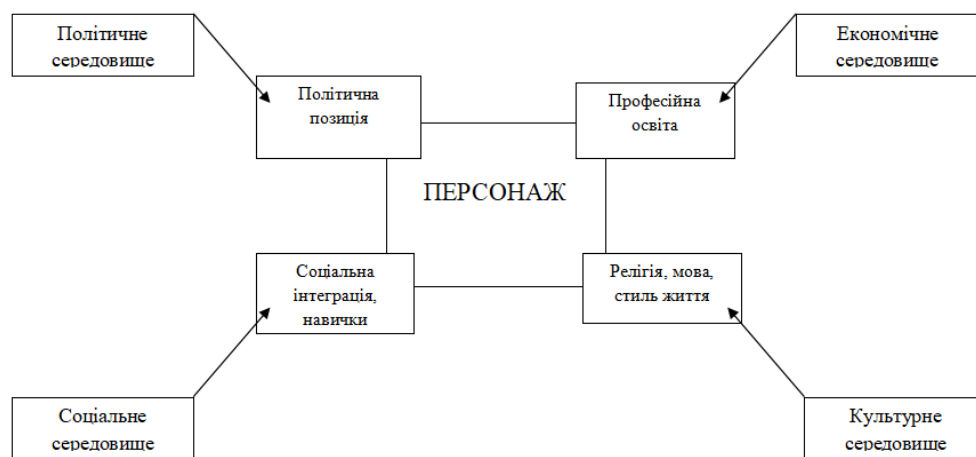 Політичне
середовище
Економічне
середовище
Політична
позиція
Професійна
освіта
ПЕРСОНАЖ
Соціальна
інтеграція,
навички
Релігія, мова,
стиль життя
Соціальне
середовище
Культурне
середовище